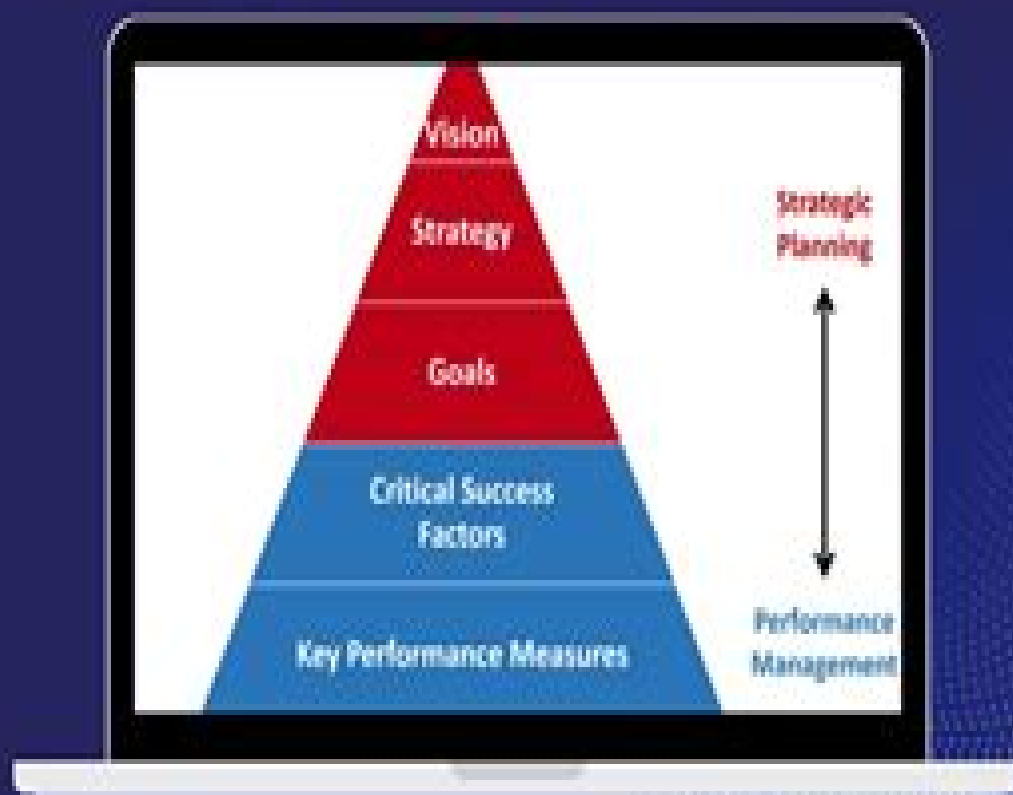 Vision
Strategy
Goals
Critical Success
Factors
Key Performance Measures
Strategic
Planning
Performance
Management